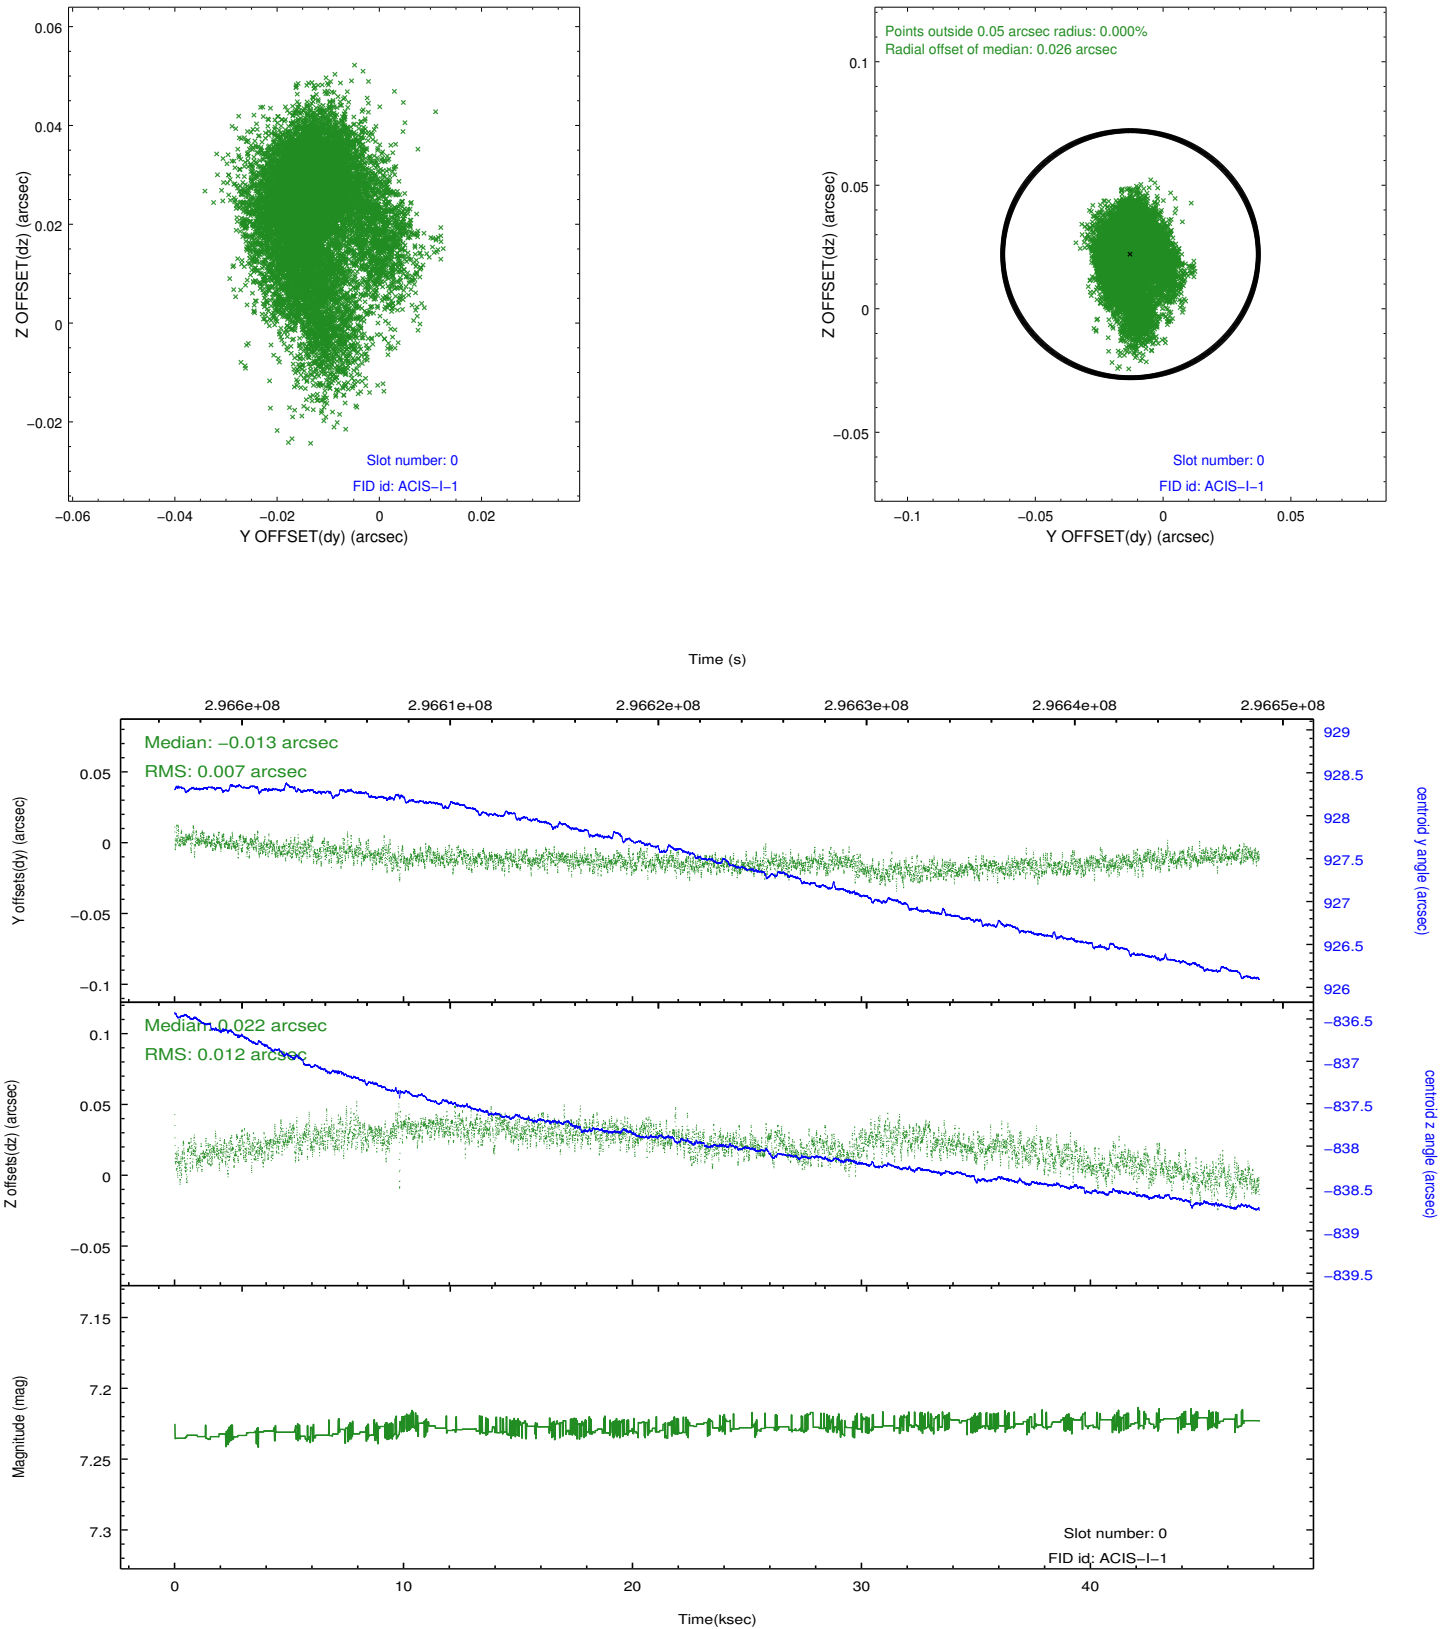 0.06
0.04
0.02
0
−0.02
Z OFFSET(dz) (arcsec)
Slot number: 0
FID id: ACIS−I−1
−0.06
−0.04
−0.02
0
0.02
Y OFFSET(dy) (arcsec)
Points outside 0.05 arcsec radius: 0.000%
Radial offset of median: 0.026 arcsec
0.1
0.05
0
−0.05
Z OFFSET(dz) (arcsec)
Slot number: 0
FID id: ACIS−I−1
−0.1
−0.05
0
0.05
Y OFFSET(dy) (arcsec)
Time (s)
2.966e+08
2.9661e+08
2.9662e+08
2.9663e+08
2.9664e+08
2.9665e+08
Median: −0.013 arcsec
RMS: 0.007 arcsec
0.05
0
−0.05
−0.1
Y offsets(dy) (arcsec)
929
928.5
928
927.5
927
926.5
926
centroid y angle (arcsec)
Median: 0.022 arcsec
RMS: 0.012 arcsec
0.1
0.05
0
−0.05
Z offsets(dz) (arcsec)
−836.5
−837
−837.5
−838
−838.5
−839
−839.5
centroid z angle (arcsec)
7.15
7.2
7.25
7.3
Magnitude (mag)
Slot number: 0
FID id: ACIS−I−1
0
10
20
30
40
Time(ksec)